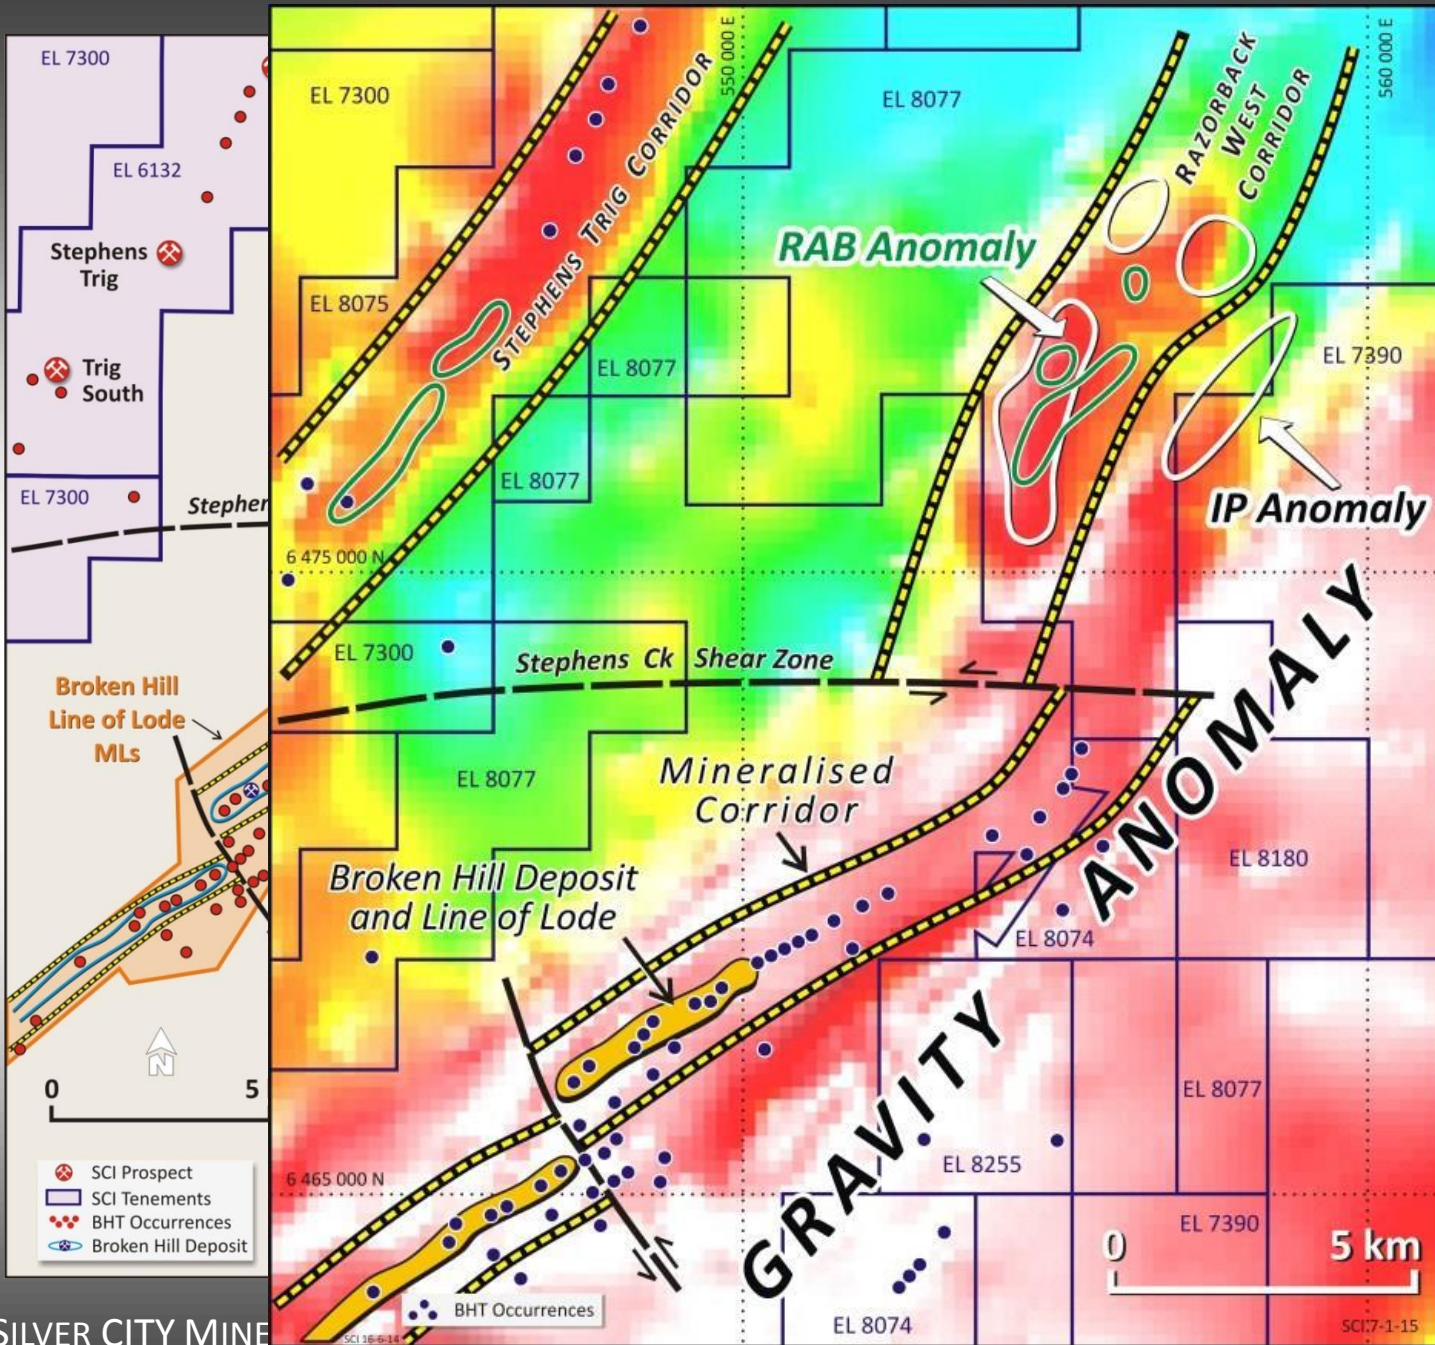 EL 7300
EL 6132
Stephens
Trig
Trig
South
EL 7300
Stephen
Broken Hill
Line of Lode
MLs
N
0
5
SCI Prospect
SCI Tenements
BHT Occurrences
Broken Hill Deposit
SILVER CITY MINE
EL 7300
550 000 E
EL 8077
560 000 E
STEPHENS TRIG CORRIDOR
RAZORBACK
WEST
CORRIDOR
RAB Anomaly
EL 8075
EL 8077
EL 7390
EL 8077
IP Anomaly
6 475 000 N
EL 7300
Stephens Ck Shear Zone
EL 8077
Mineralised
Corridor
Broken Hill Deposit
and Line of Lode
EL 8180
EL 8074
GRAVITY ANOMALY
EL 8077
EL 8255
6 465 000 N
EL 7390
0
5 km
BHT Occurrences
EL 8074
SCI 16-6-14
SCI 7-1-15